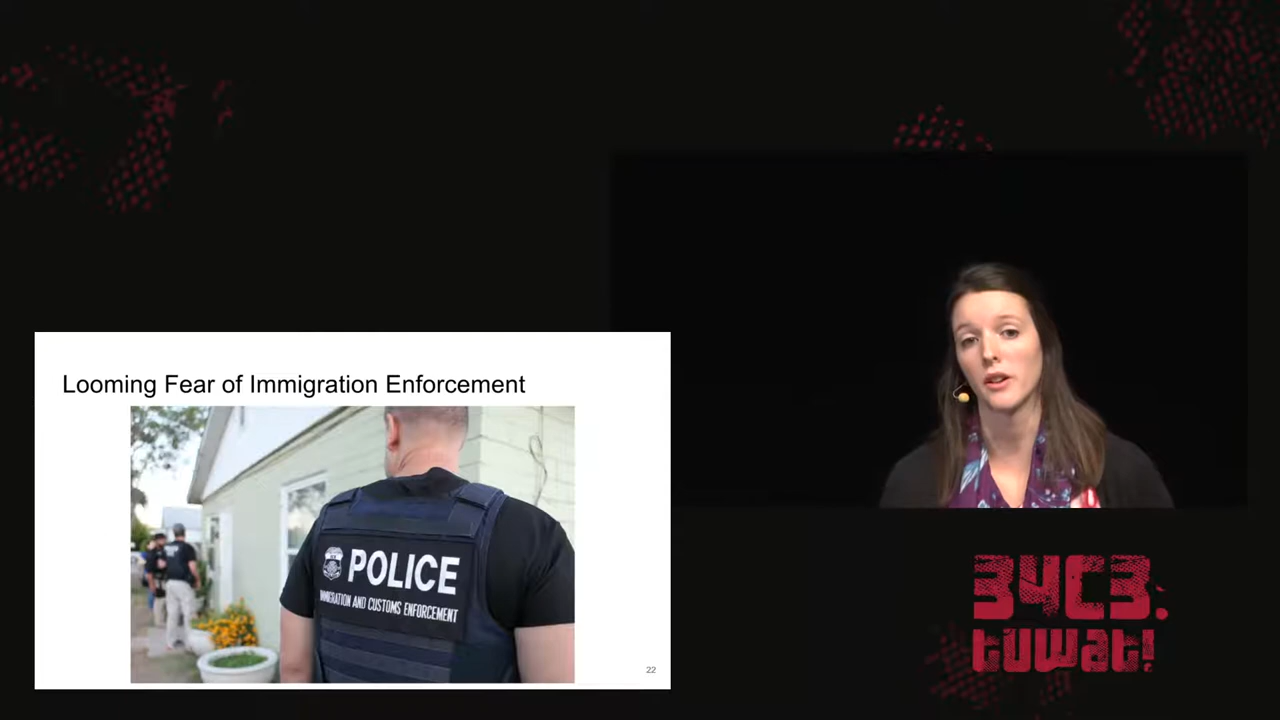 Looming Fear of Immigration Enforcement
POLICE
IMMIGRATION AND CUSTOMS ENFORCEMENT
22
34C3:
tuwat!